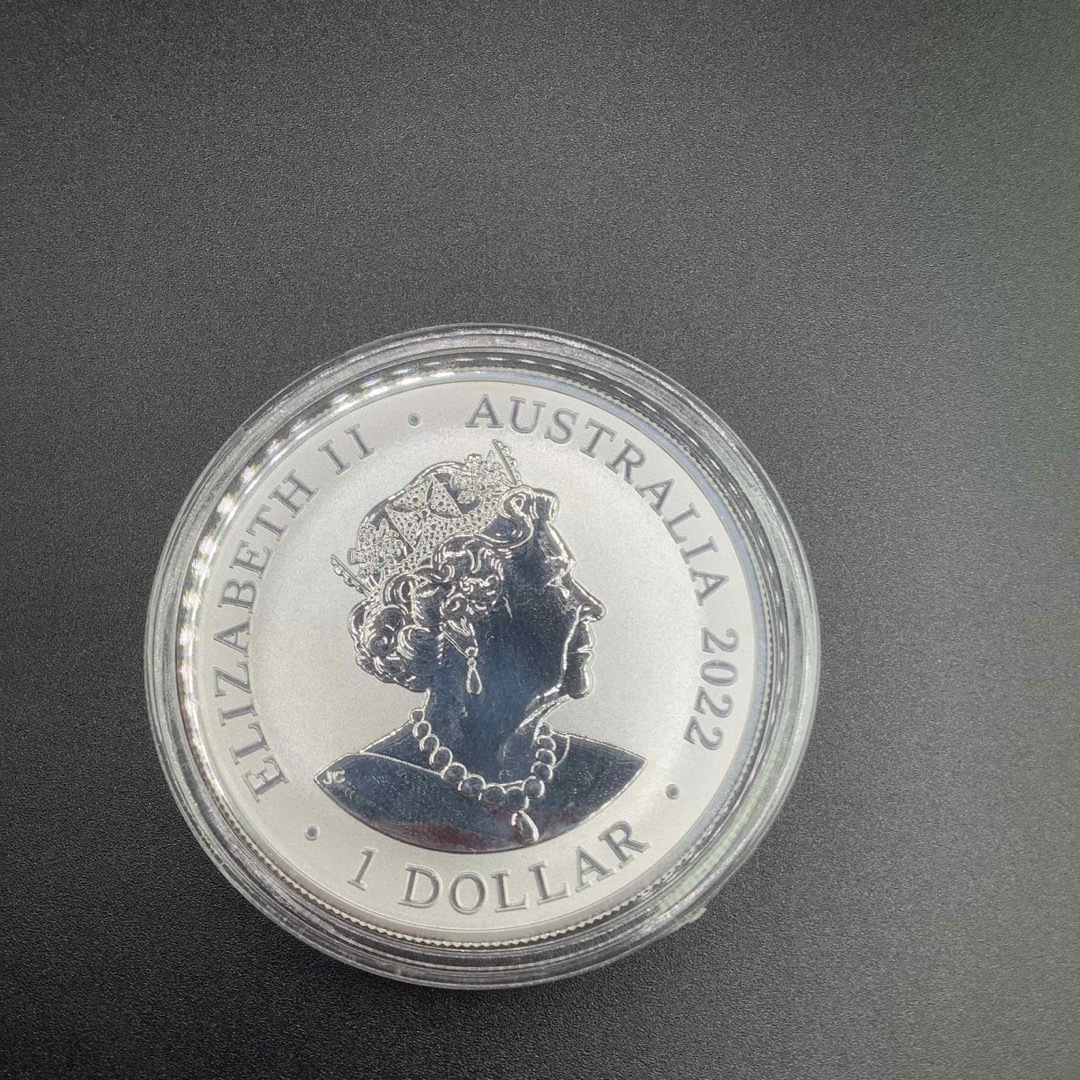 ELIZABETH II • AUSTRALIA 2022 •
1 DOLLAR •
JC